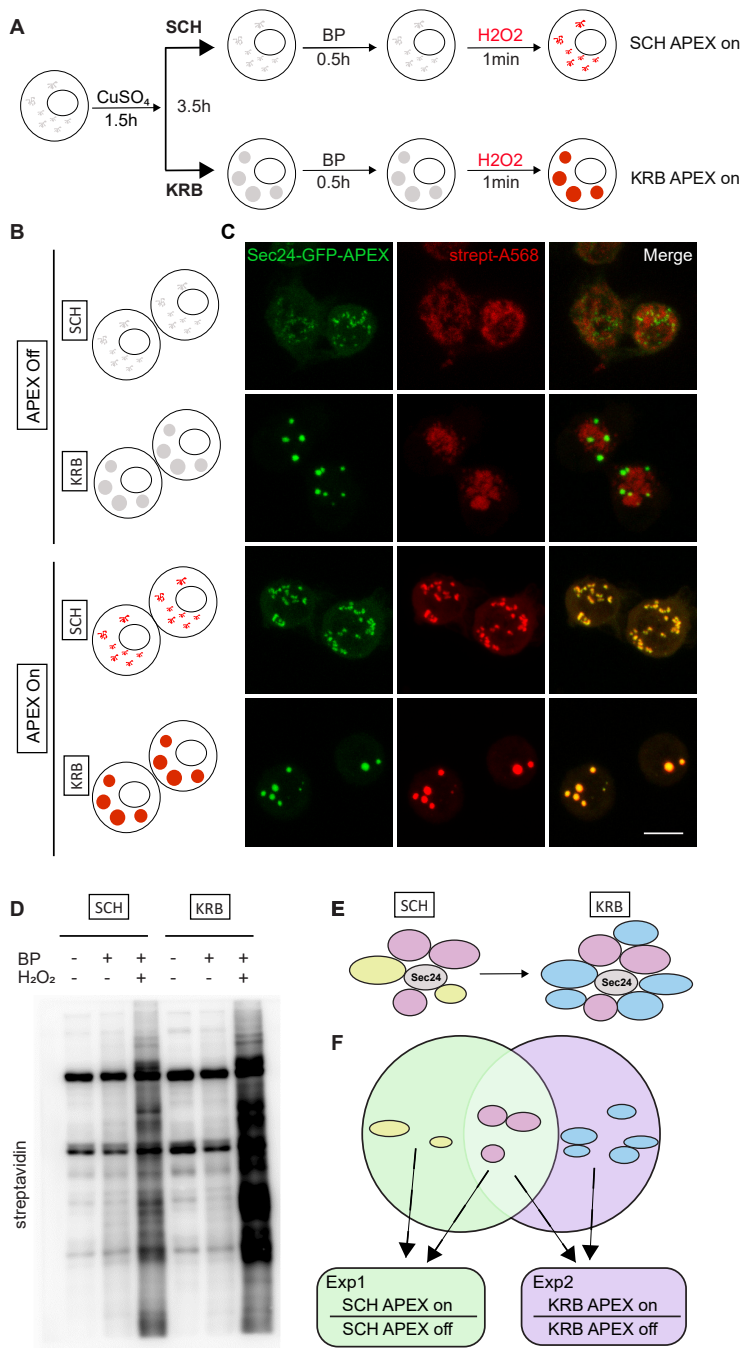 A
SCH
CuSO₄
1.5h
3.5h
KRB
BP
0.5h
H2O2
1min
SCH APEX on
BP
0.5h
H2O2
1min
KRB APEX on
B
APEX Off
SCH
KRB
APEX On
SCH
KRB
C
Sec24-GFP-APEX
strept-A568
Merge
D
SCH
KRB
BP - + + - + +
H₂O₂ - - + - - +
streptavidin
E
SCH
Sec24
KRB
Sec24
F
Exp1
SCH APEX on
SCH APEX off
Exp2
KRB APEX on
KRB APEX off